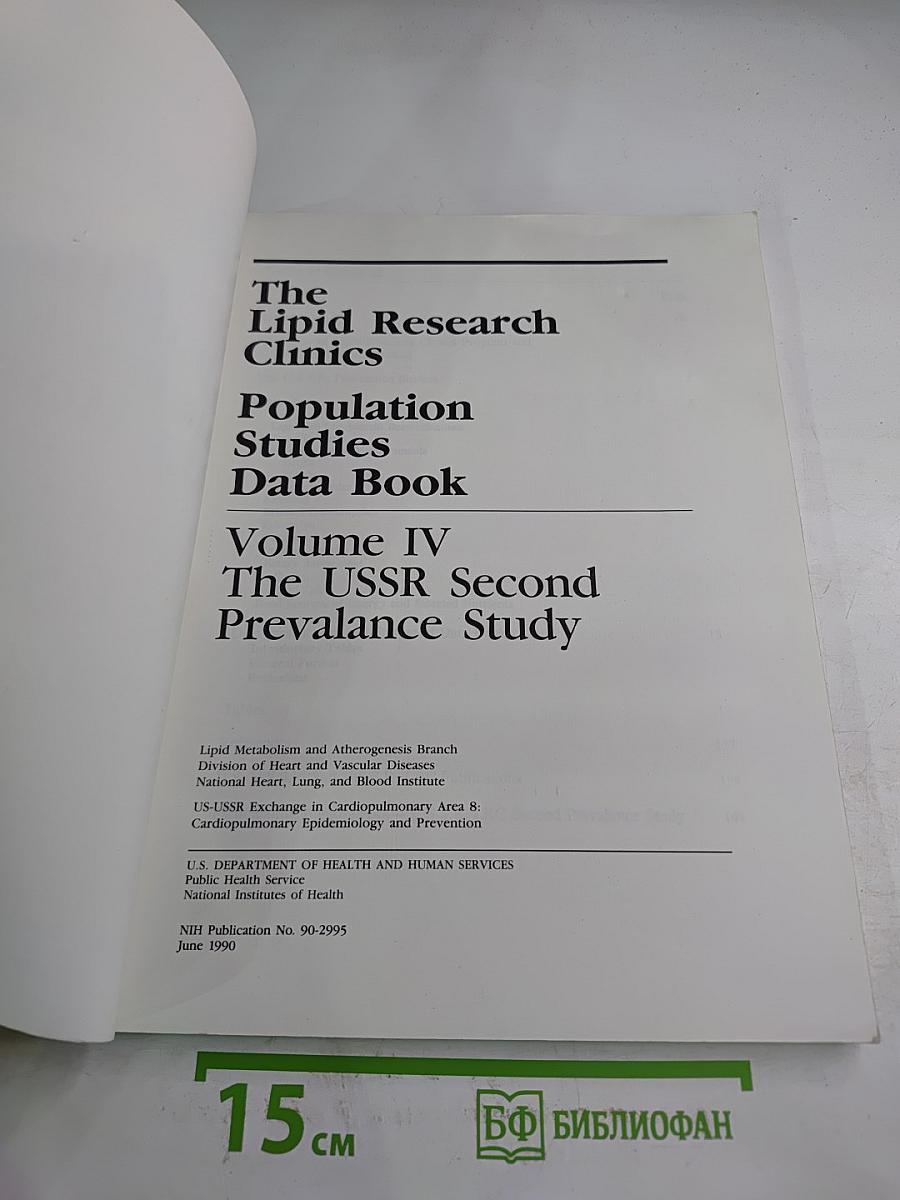 The
Lipid Research
Clinics
Population
Studies
Data Book
Volume IV
The USSR Second
Prevalance Study
Lipid Metabolism and Atherogenesis Branch
Division of Heart and Vascular Diseases
National Heart, Lung, and Blood Institute
US-USSR Exchange in Cardiopulmonary Area 8:
Cardiopulmonary Epidemiology and Prevention
U.S. DEPARTMENT OF HEALTH AND HUMAN SERVICES
Public Health Service
National Institutes of Health
NIH Publication No. 90-2995
June 1990
15 см
БФ БИБЛИОФАН